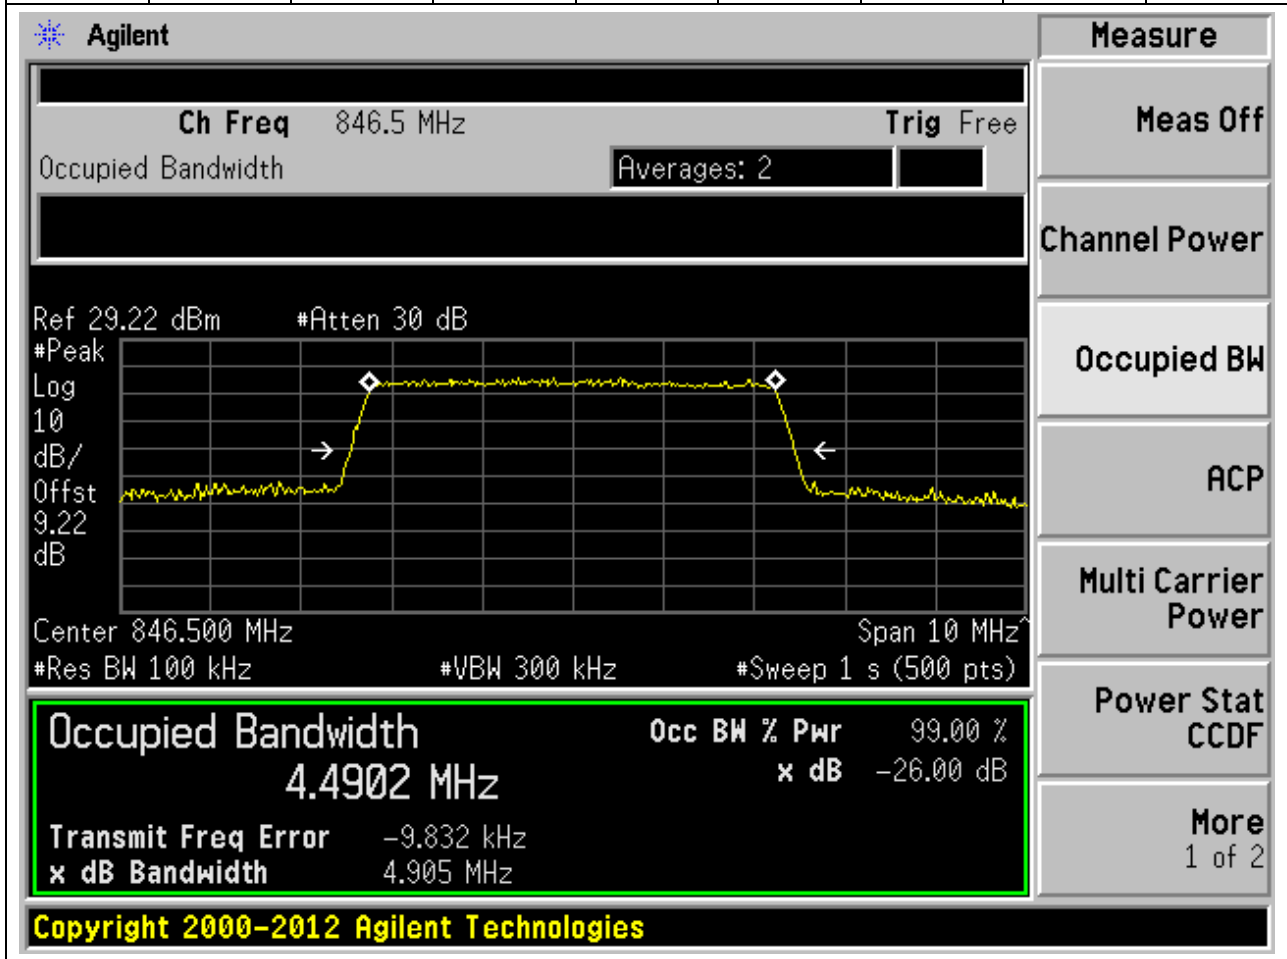 Agilent
Measure
Ch Freq 846.5 MHz Trig Free
Meas Off
Occupied Bandwidth Averages: 2
Channel Power
Ref 29.22 dBm #Atten 30 dB
#Peak
Log
10
dB/
Offst
9.22
dB
Occupied BW
ACP
Multi Carrier
Power
Center 846.500 MHz Span 10 MHz^
#Res BW 100 kHz #VBW 300 kHz #Sweep 1 s (500 pts)
Power Stat
CCDF
Occupied Bandwidth Occ BW % Pwr 99.00 %
4.4902 MHz x dB -26.00 dB
Transmit Freq Error -9.832 kHz
x dB Bandwidth 4.905 MHz
More
1 of 2
Copyright 2000-2012 Agilent Technologies